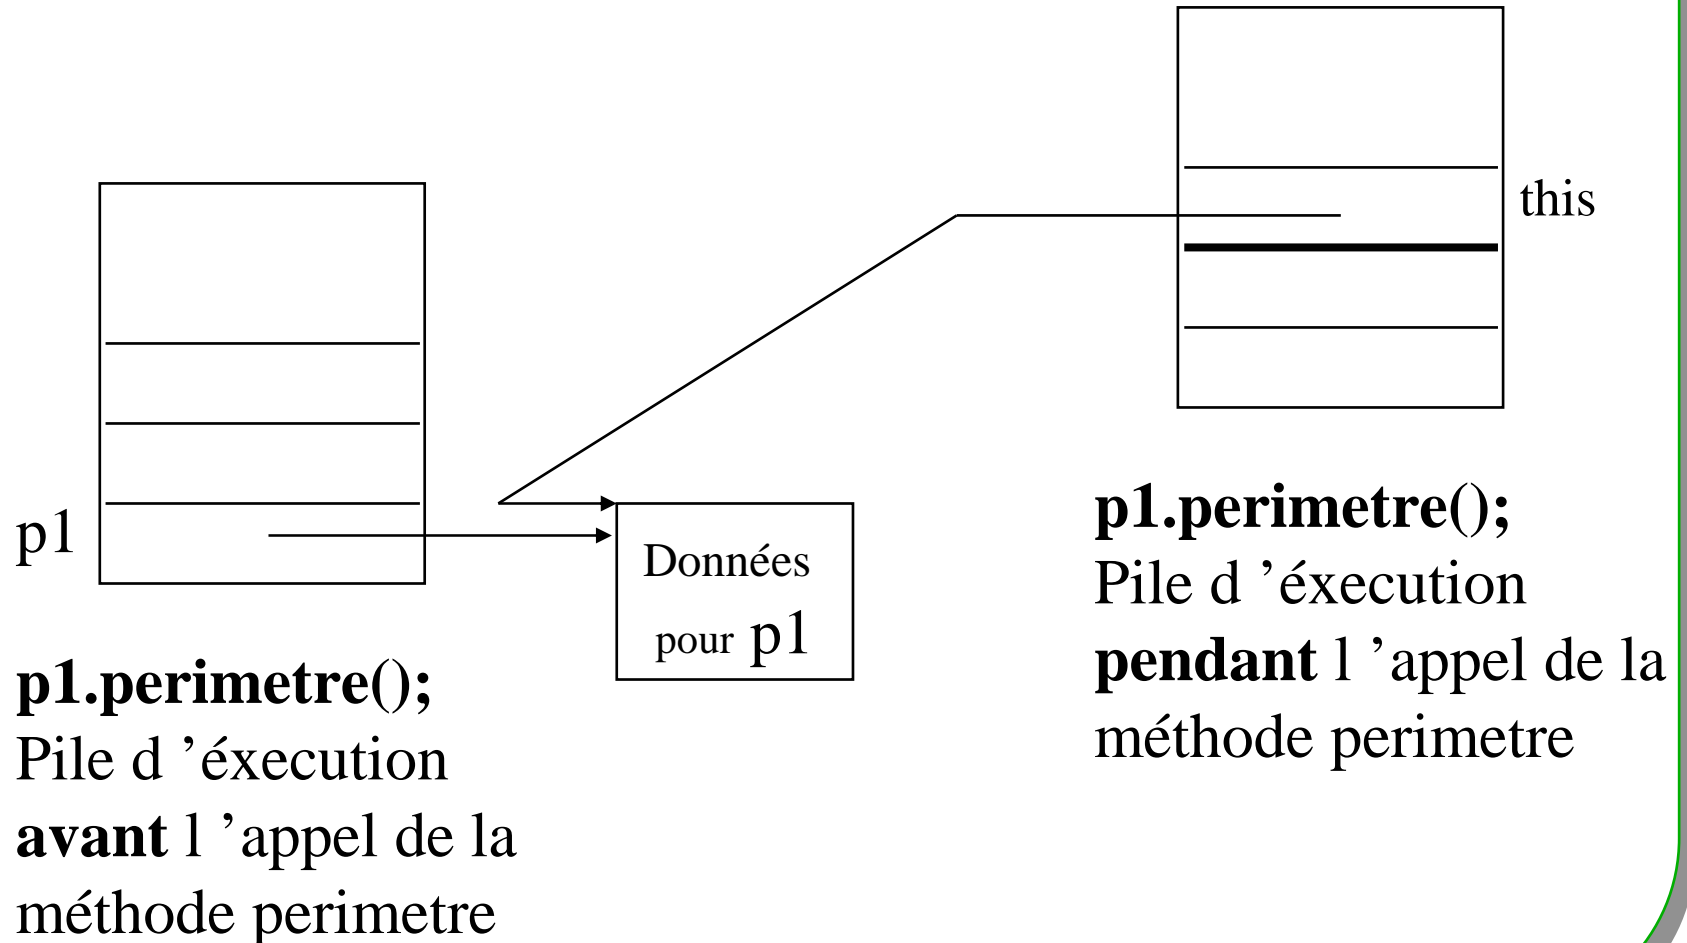 this
p1
Données
pour p1
p1.perimetre();
Pile d ’éxecution
avant l ’appel de la
méthode perimetre
p1.perimetre();
Pile d ’éxecution
pendant l ’appel de la
méthode perimetre